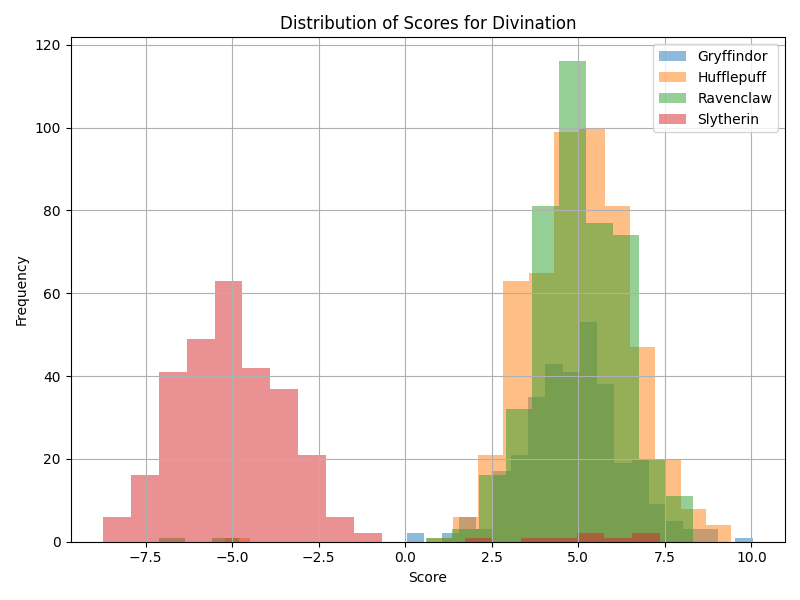 Distribution of Scores for Divination
120
100
80
60
40
20
0
Frequency
Gryffindor
Hufflepuff
Ravenclaw
Slytherin
−7.5 −5.0 −2.5 0.0 2.5 5.0 7.5 10.0
Score